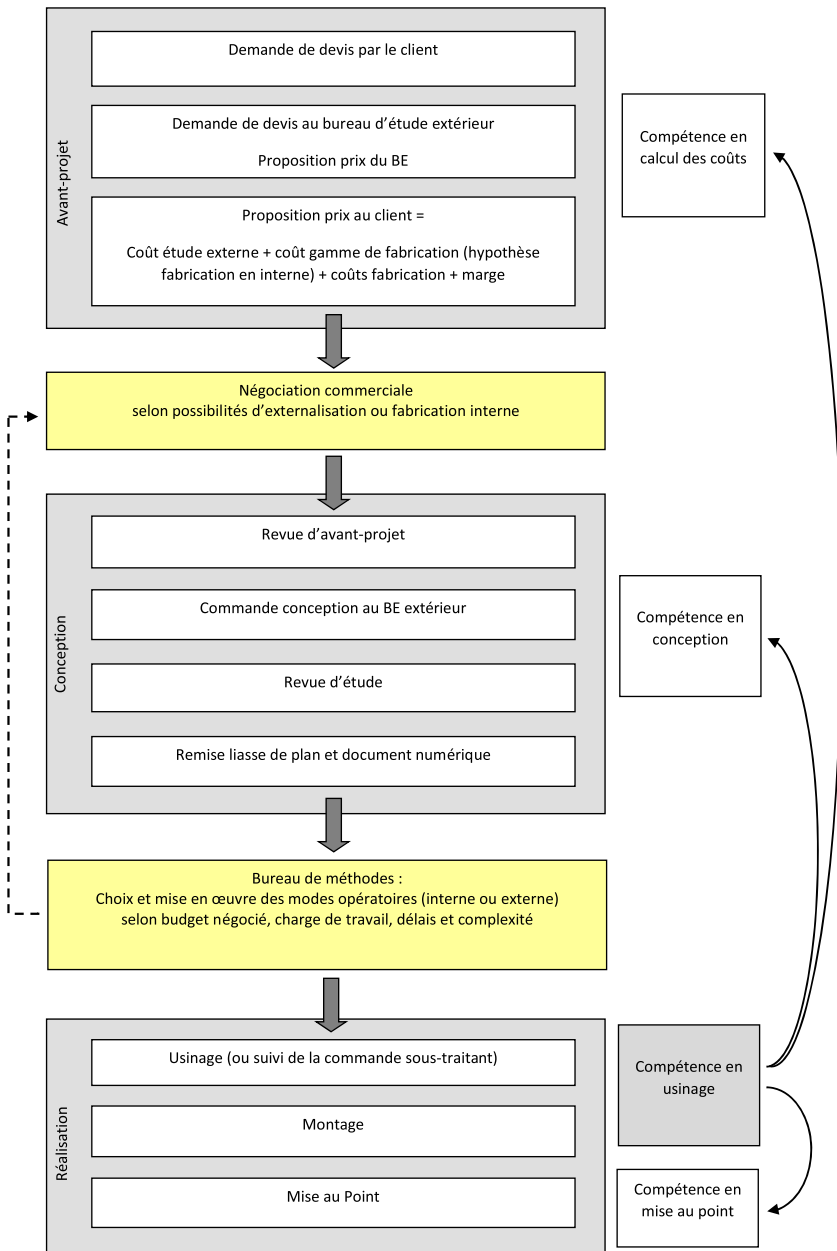 Avant-projet
Demande de devis par le client
Demande de devis au bureau d’étude extérieur
Proposition prix du BE
Proposition prix au client =
Coût étude externe + coût gamme de fabrication (hypothèse
fabrication en interne) + coûts fabrication + marge
Compétence en
calcul des coûts
Négociation commerciale
selon possibilités d’externalisation ou fabrication interne
Conception
Revue d’avant-projet
Commande conception au BE extérieur
Revue d’étude
Remise liasse de plan et document numérique
Compétence en
conception
Bureau de méthodes :
Choix et mise en œuvre des modes opératoires (interne ou externe)
selon budget négocié, charge de travail, délais et complexité
Réalisation
Usinage (ou suivi de la commande sous-traitant)
Montage
Mise au Point
Compétence en
usinage
Compétence en
mise au point